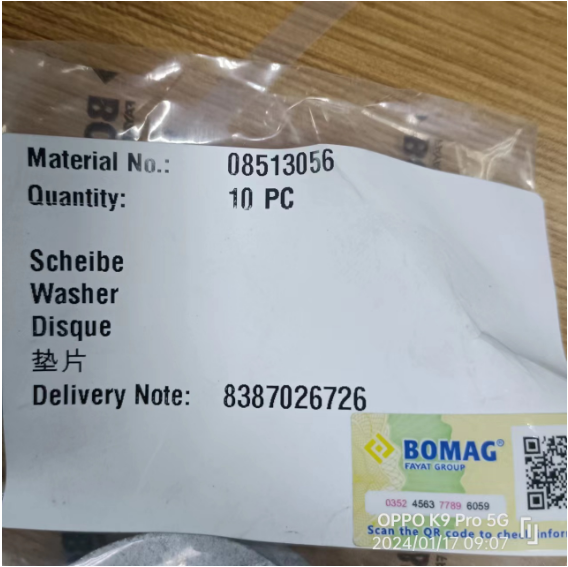 Material No.: 08513056
Quantity: 10 PC
Scheibe
Washer
Disque
垫片
Delivery Note: 8387026726
BOMAG®
FAYAT GROUP
0352 4563 7789 6059
OPPO K9 Pro 5G
Scan the QR code to check
2024/01/17 09:07